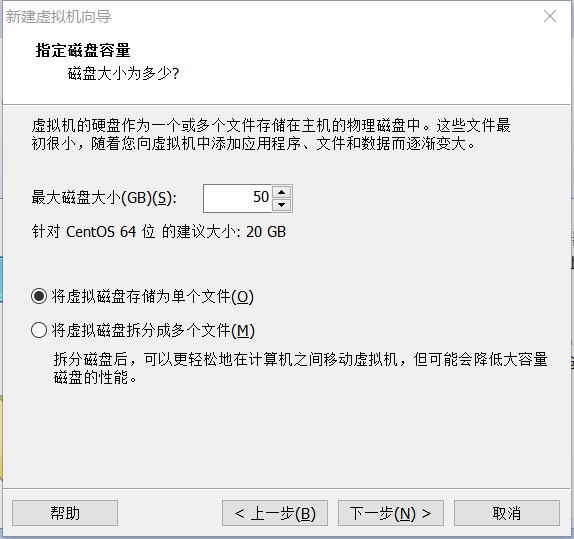 新建虚拟机向导
指定磁盘容量
磁盘大小为多少?
虚拟机的硬盘作为一个或多个文件存储在主机的物理磁盘中。这些文件最
初很小，随着您向虚拟机中添加应用程序、文件和数据而逐渐变大。
最大磁盘大小(GB)(S): 50
针对 CentOS 64 位 的建议大小: 20 GB
将虚拟磁盘存储为单个文件(O)
将虚拟磁盘拆分成多个文件(M)
拆分磁盘后，可以更轻松地在计算机之间移动虚拟机，但可能会降低大容量
磁盘的性能。
帮助 < 上一步(B) 下一步(N) > 取消